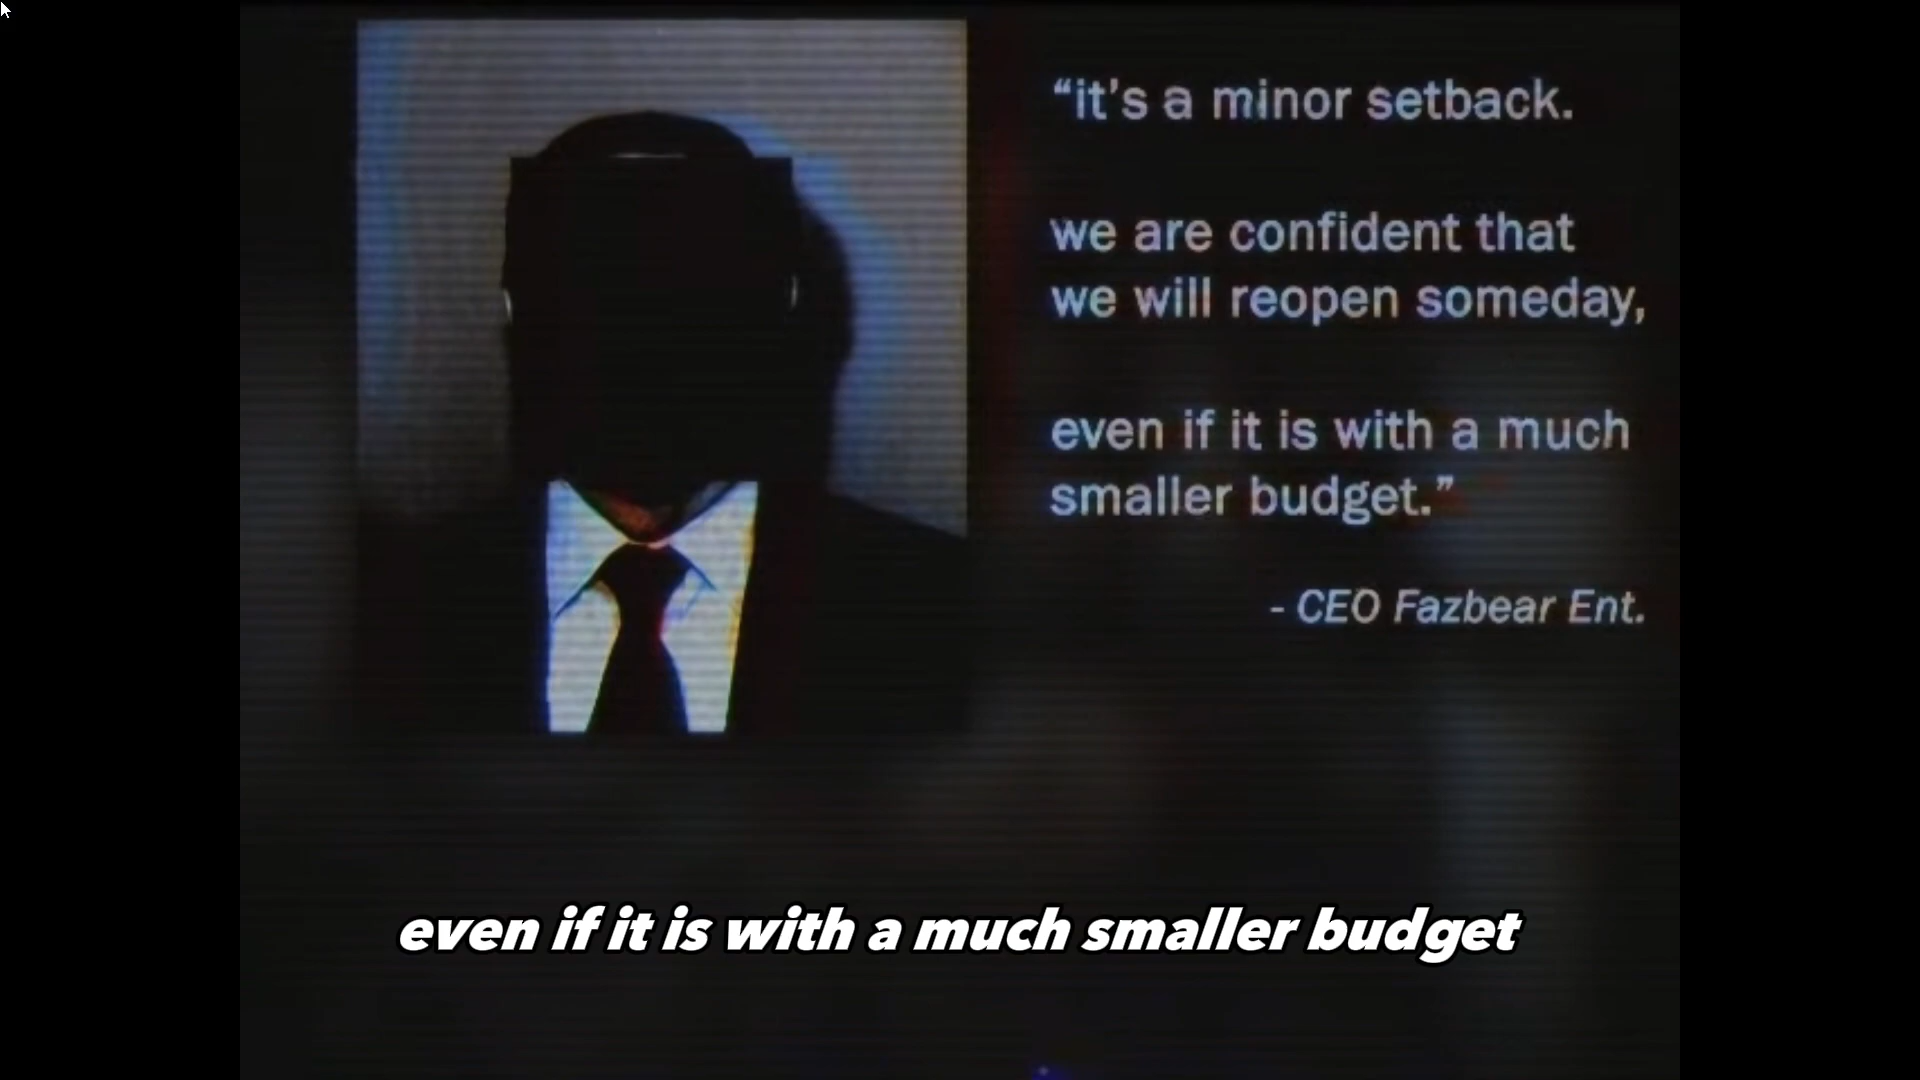 “it’s a minor setback.
we are confident that
we will reopen someday,
even if it is with a much
smaller budget.”
- CEO Fazbear Ent.
even if it is with a much smaller budget